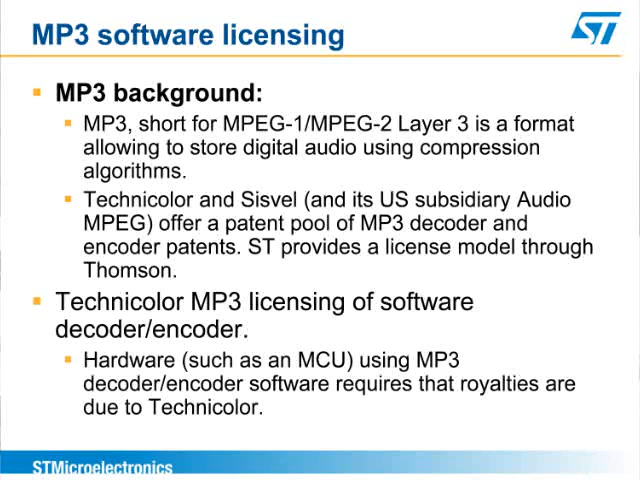 MP3 software licensing
ST
MP3 background:
MP3, short for MPEG-1/MPEG-2 Layer 3 is a format
allowing to store digital audio using compression
algorithms.
Technicolor and Sisvel (and its US subsidiary Audio
MPEG) offer a patent pool of MP3 decoder and
encoder patents. ST provides a license model through
Thomson.
Technicolor MP3 licensing of software
decoder/encoder.
Hardware (such as an MCU) using MP3
decoder/encoder software requires that royalties are
due to Technicolor.
STMicroelectronics